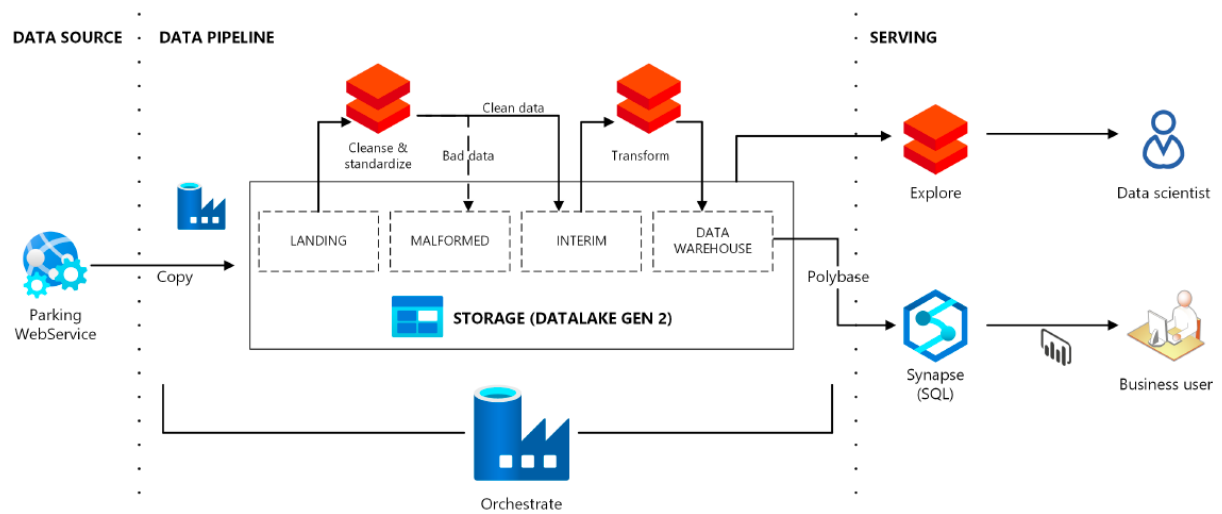 DATA SOURCE
DATA PIPELINE
SERVING
Clean data
Cleanse &
standardize
Bad data
Transform
Explore
Data scientist
LANDING
MALFORMED
INTERIM
DATA
WAREHOUSE
Copy
Polybase
Parking
WebService
STORAGE (DATALAKE GEN 2)
Synapse
(SQL)
Business user
Orchestrate